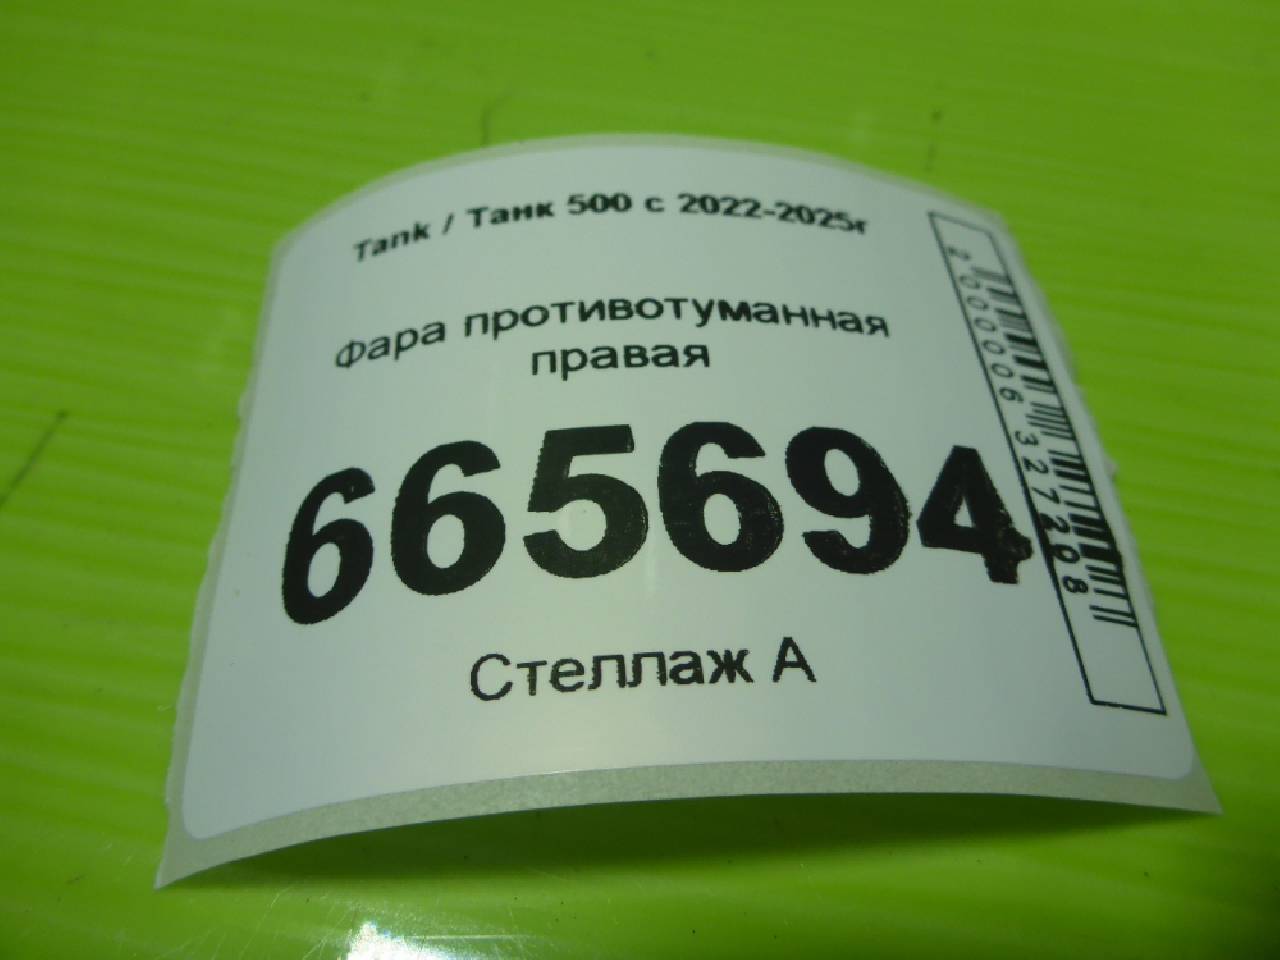 Tank / Танк 500 с 2022-2025г
Фара противотуманная
правая
665694
Стеллаж А
2000006327208